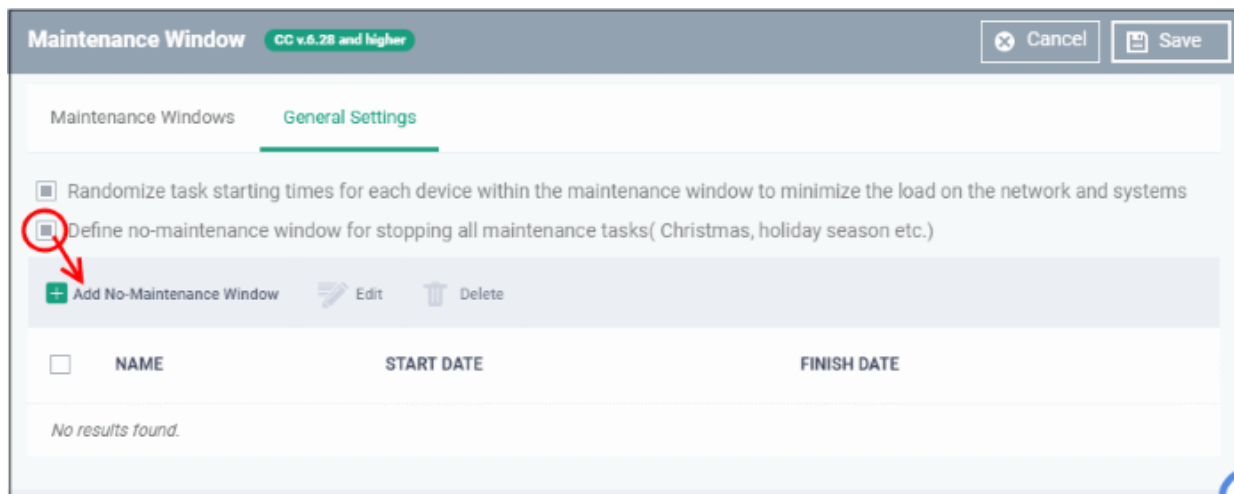 Maintenance Window CC v.6.28 and higher Cancel Save
Maintenance Windows General Settings
Randomize task starting times for each device within the maintenance window to minimize the load on the network and systems
Define no-maintenance window for stopping all maintenance tasks( Christmas, holiday season etc.)
Add No-Maintenance Window Edit Delete
NAME START DATE FINISH DATE
No results found.